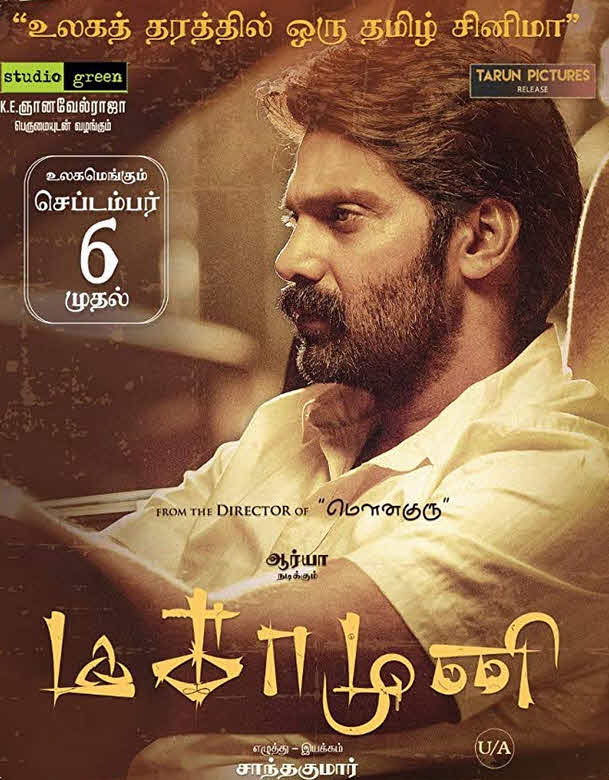 "உலகத் தரத்தில் ஒரு தமிழ் சினிமா"
studio green
TARUN PICTURES
RELEASE
K.E.ஞானவேல்ராஜா
பெருமையுடன் வழங்கும்
உலகமெங்கும்
செப்டம்பர்
6
முதல்
FROM THE DIRECTOR OF "மௌனகுரு"
ஆர்யா
நடிக்கும்
மகாமுனி
எழுத்து – இயக்கம்
சாந்தகுமார்
U/A